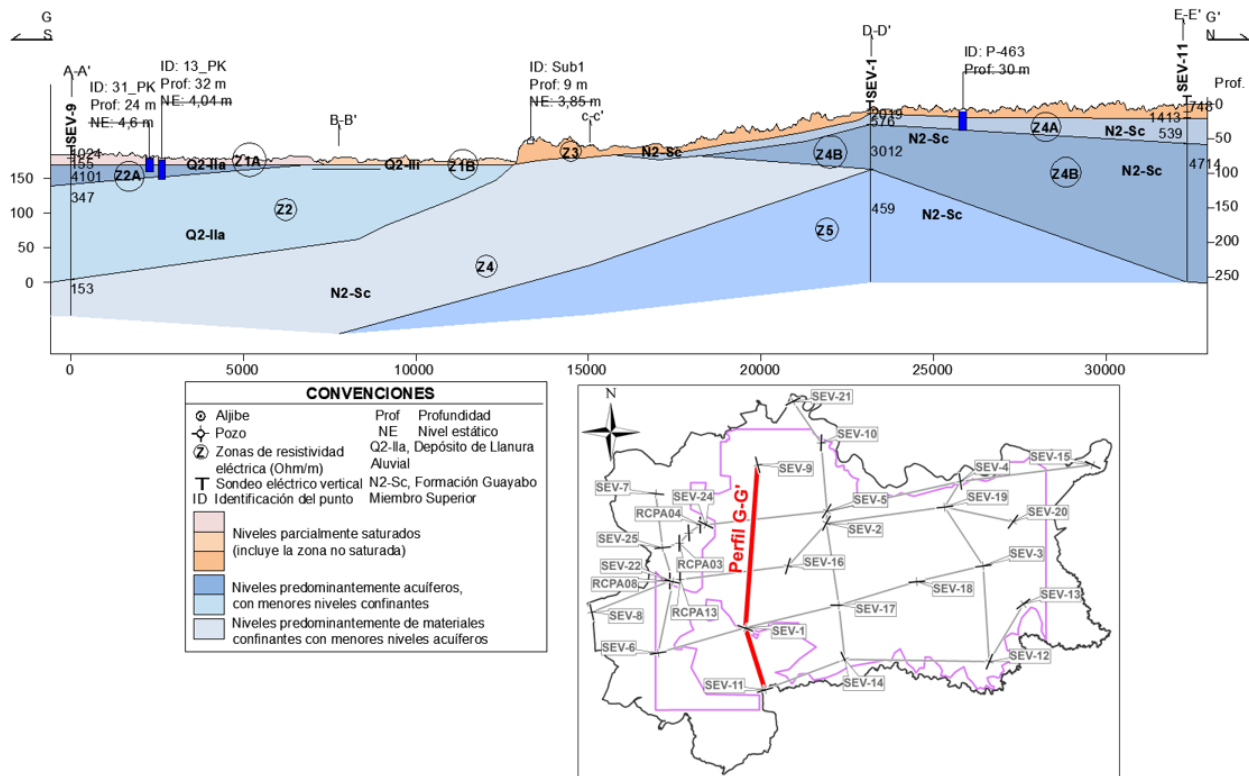 G
S
A-A'
SEV-9
ID: 31_PK
Prof: 24 m
NE: 4,6 m
ID: 13_PK
Prof: 32 m
NE: 4,04 m
B-B'
ID: Sub1
Prof: 9 m
NE: 3,85 m
c-c'
D-D'
SEV-1
ID: P-463
Prof: 30 m
E-E'
SEV-11
G'
N
Prof.
0
-50
-100
-150
-200
-250
150
100
50
0
1024
155
4101
347
153
2019
576
3012
459
748
1413
539
4714
Z2A
Z1A
Q2-IIa
Q2-IIi
Z1B
Z3
N2-Sc
Z4B
N2-Sc
Z4A
N2-Sc
Z4B
N2-Sc
Z2
Q2-IIa
Z4
N2-Sc
Z5
N2-Sc
0
5000
10000
15000
20000
25000
30000
CONVENCIONES
Aljibe
Pozo
Z Zonas de resistividad
eléctrica (Ohm/m)
Sondeo eléctrico vertical
ID Identificación del punto
Prof Profundidad
NE Nivel estático
Q2-IIa, Depósito de Llanura
Aluvial
N2-Sc, Formación Guayabo
Miembro Superior
Niveles parcialmente saturados
(incluye la zona no saturada)
Niveles predominantemente acuíferos,
con menores niveles confinantes
Niveles predominantemente de materiales
confinantes con menores niveles acuíferos
N
SEV-21
SEV-10
SEV-9
SEV-15
SEV-4
SEV-7
SEV-24
RCPA04
SEV-5
SEV-19
SEV-2
SEV-20
SEV-25
Perfil G-G'
RCPA03
SEV-22
SEV-16
SEV-3
RCPA08
SEV-18
SEV-8
RCPA13
SEV-17
SEV-13
SEV-1
SEV-6
SEV-12
SEV-11
SEV-14